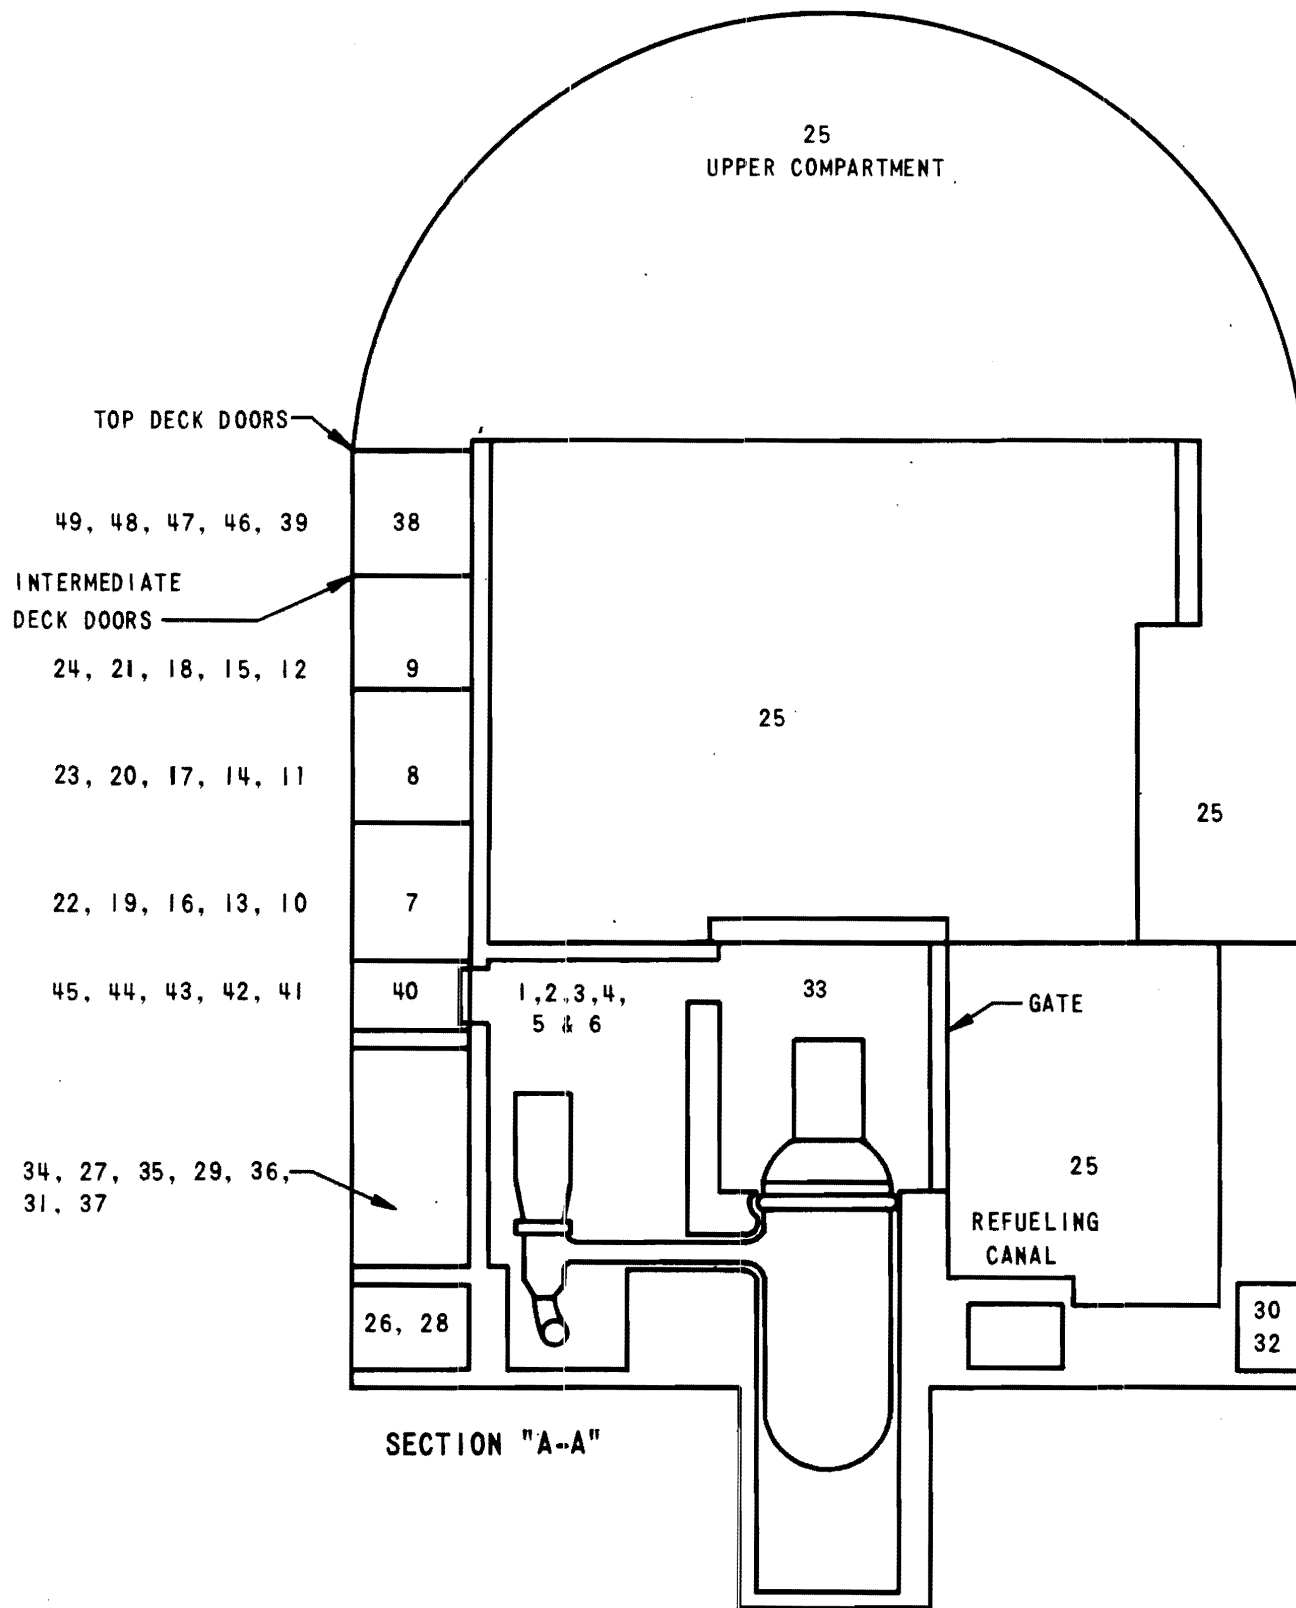 25
UPPER COMPARTMENT
TOP DECK DOORS
49, 48, 47, 46, 39
38
INTERMEDIATE
DECK DOORS
24, 21, 18, 15, 12
9
25
23, 20, 17, 14, 11
8
25
22, 19, 16, 13, 10
7
45, 44, 43, 42, 41
40
1,2,3,4,
5 & 6
33
GATE
34, 27, 35, 29, 36,
31, 37
25
REFUELING
CANAL
26, 28
30
32
SECTION "A-A"